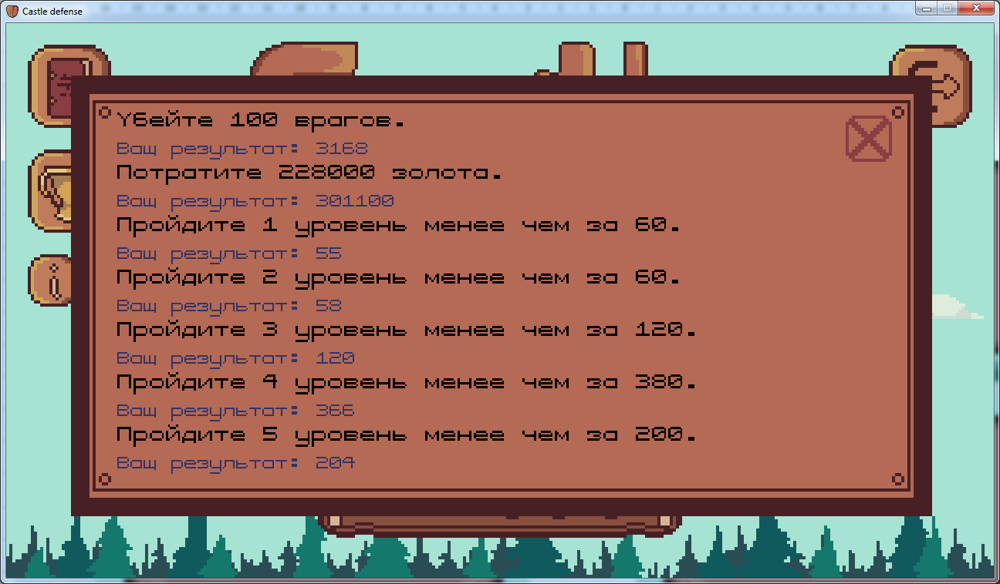 Castle defense
Убейте 100 врагов.
Ваш результат: 3168
Потратите 228000 золота.
Ваш результат: 301100
Пройдите 1 уровень менее чем за 60.
Ваш результат: 55
Пройдите 2 уровень менее чем за 60.
Ваш результат: 58
Пройдите 3 уровень менее чем за 120.
Ваш результат: 120
Пройдите 4 уровень менее чем за 380.
Ваш результат: 366
Пройдите 5 уровень менее чем за 200.
Ваш результат: 204